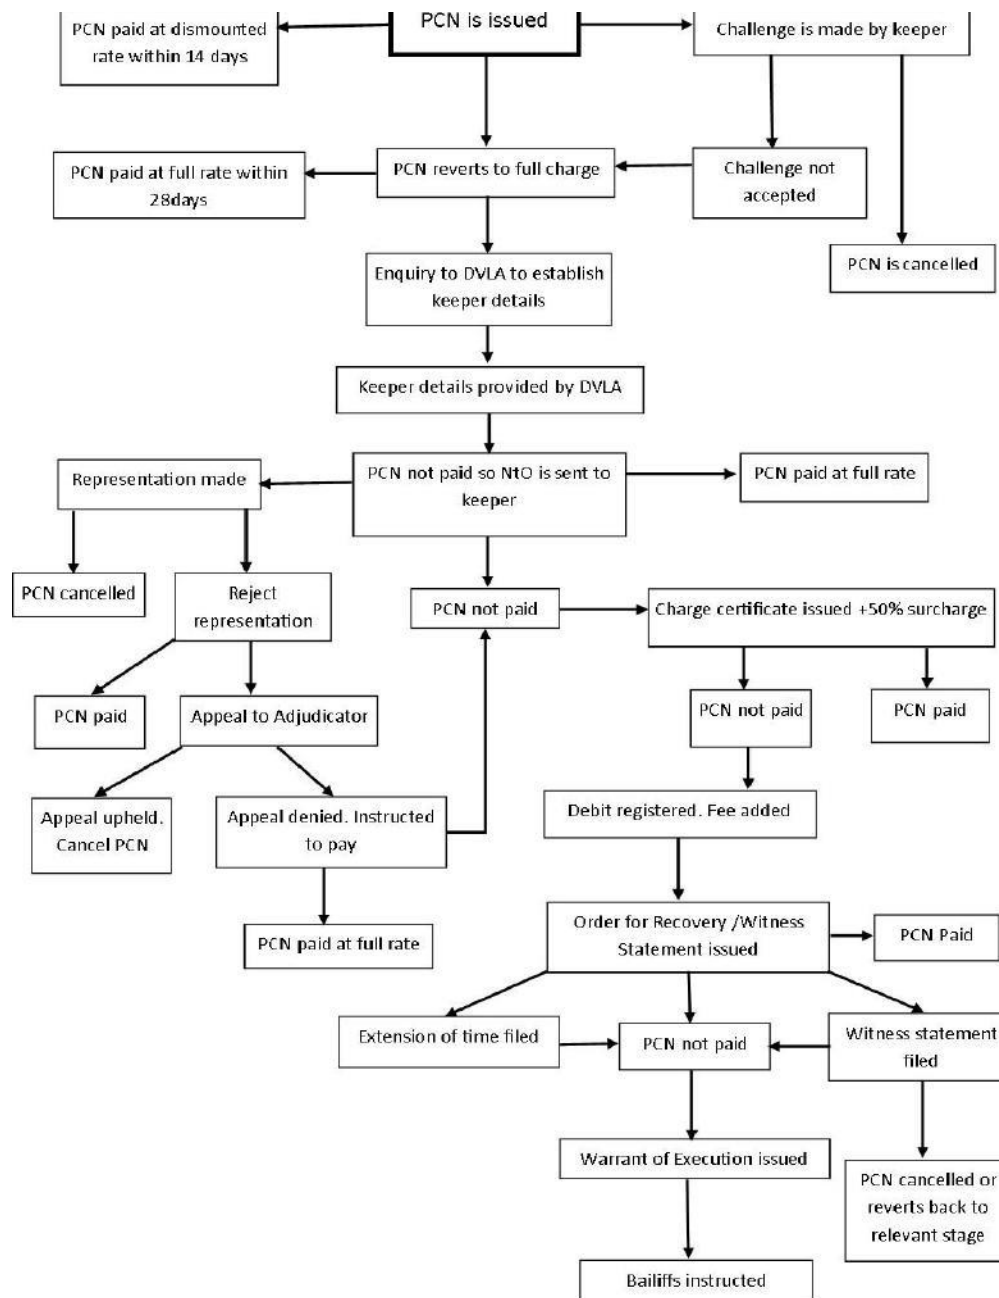 PCN is issued
PCN paid at dismounted
rate within 14 days
Challenge is made by keeper
PCN paid at full rate within
28days
PCN reverts to full charge
Challenge not
accepted
PCN is cancelled
Enquiry to DVLA to establish
keeper details
Keeper details provided by DVLA
Representation made
PCN not paid so NtO is sent to
keeper
PCN paid at full rate
PCN cancelled
Reject
representation
PCN not paid
Charge certificate issued +50% surcharge
PCN paid
Appeal to Adjudicator
PCN not paid
PCN paid
Appeal upheld.
Cancel PCN
Appeal denied. Instructed
to pay
Debit registered. Fee added
PCN paid at full rate
Order for Recovery /Witness
Statement issued
PCN Paid
Extension of time filed
PCN not paid
Witness statement
filed
Warrant of Execution issued
PCN cancelled or
reverts back to
relevant stage
Bailiffs instructed